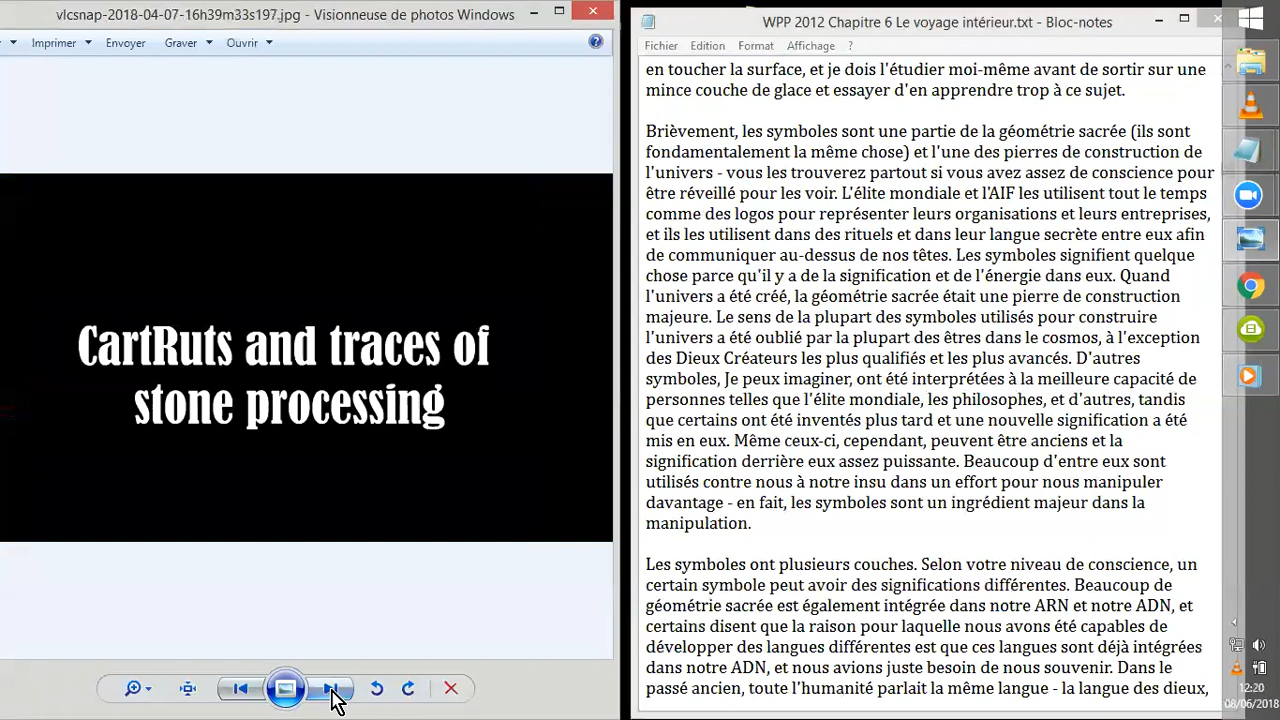 vlcsnap-2018-04-07-16h39m33s197.jpg - Visionneuse de photos Windows
Imprimer Envoyer Graver Ouvrir
CartRuts and traces of
stone processing
WPP 2012 Chapitre 6 Le voyage intérieur.txt - Bloc-notes
Fichier Edition Format Affichage ?
en toucher la surface, et je dois l'étudier moi-même avant de sortir sur une
mince couche de glace et essayer d'en apprendre trop à ce sujet.
Brièvement, les symboles sont une partie de la géométrie sacrée (ils sont
fondamentalement la même chose) et l'une des pierres de construction de
l'univers - vous les trouverez partout si vous avez assez de conscience pour
être réveillé pour les voir. L'élite mondiale et l'AIF les utilisent tout le temps
comme des logos pour représenter leurs organisations et leurs entreprises,
et ils les utilisent dans des rituels et dans leur langue secrète entre eux afin
de communiquer au-dessus de nos têtes. Les symboles signifient quelque
chose parce qu'il y a de la signification et de l'énergie dans eux. Quand
l'univers a été créé, la géométrie sacrée était une pierre de construction
majeure. Le sens de la plupart des symboles utilisés pour construire
l'univers a été oublié par la plupart des êtres dans le cosmos, à l'exception
des Dieux Créateurs les plus qualifiés et les plus avancés. D'autres
symboles, Je peux imaginer, ont été interprétées à la meilleure capacité de
personnes telles que l'élite mondiale, les philosophes, et d'autres, tandis
que certains ont été inventés plus tard et une nouvelle signification a été
mis en eux. Même ceux-ci, cependant, peuvent être anciens et la
signification derrière eux assez puissante. Beaucoup d'entre eux sont
utilisés contre nous à notre insu dans un effort pour nous manipuler
davantage - en fait, les symboles sont un ingrédient majeur dans la
manipulation.
Les symboles ont plusieurs couches. Selon votre niveau de conscience, un
certain symbole peut avoir des significations différentes. Beaucoup de
géométrie sacrée est également intégrée dans notre ARN et notre ADN, et
certains disent que la raison pour laquelle nous avons été capables de
développer des langues différentes est que ces langues sont déjà intégrées
dans notre ADN, et nous avions juste besoin de nous souvenir. Dans le
passé ancien, toute l'humanité parlait la même langue - la langue des dieux,
12:20
08/06/2018